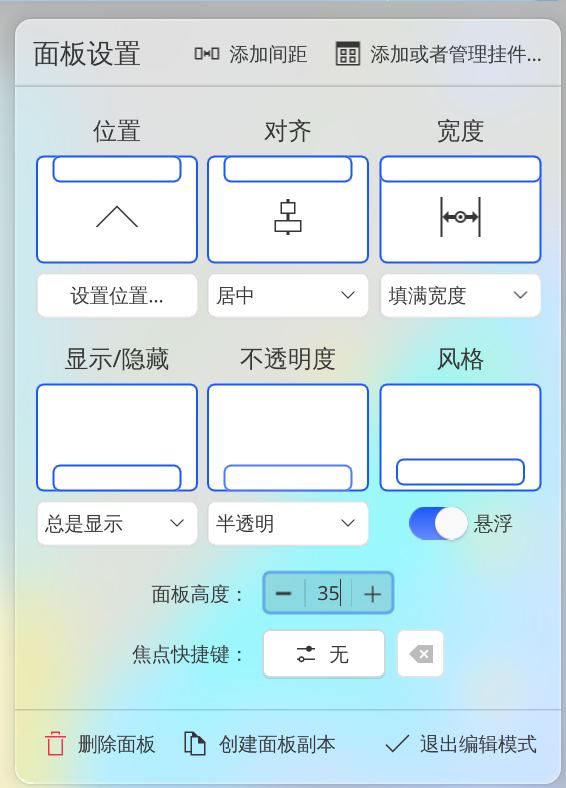 面板设置 添加间距 添加或者管理挂件...
位置 对齐 宽度
设置位置... 居中 填满宽度
显示/隐藏 不透明度 风格
总是显示 半透明 悬浮
面板高度： 35
焦点快捷键： 无
删除面板 创建面板副本 退出编辑模式